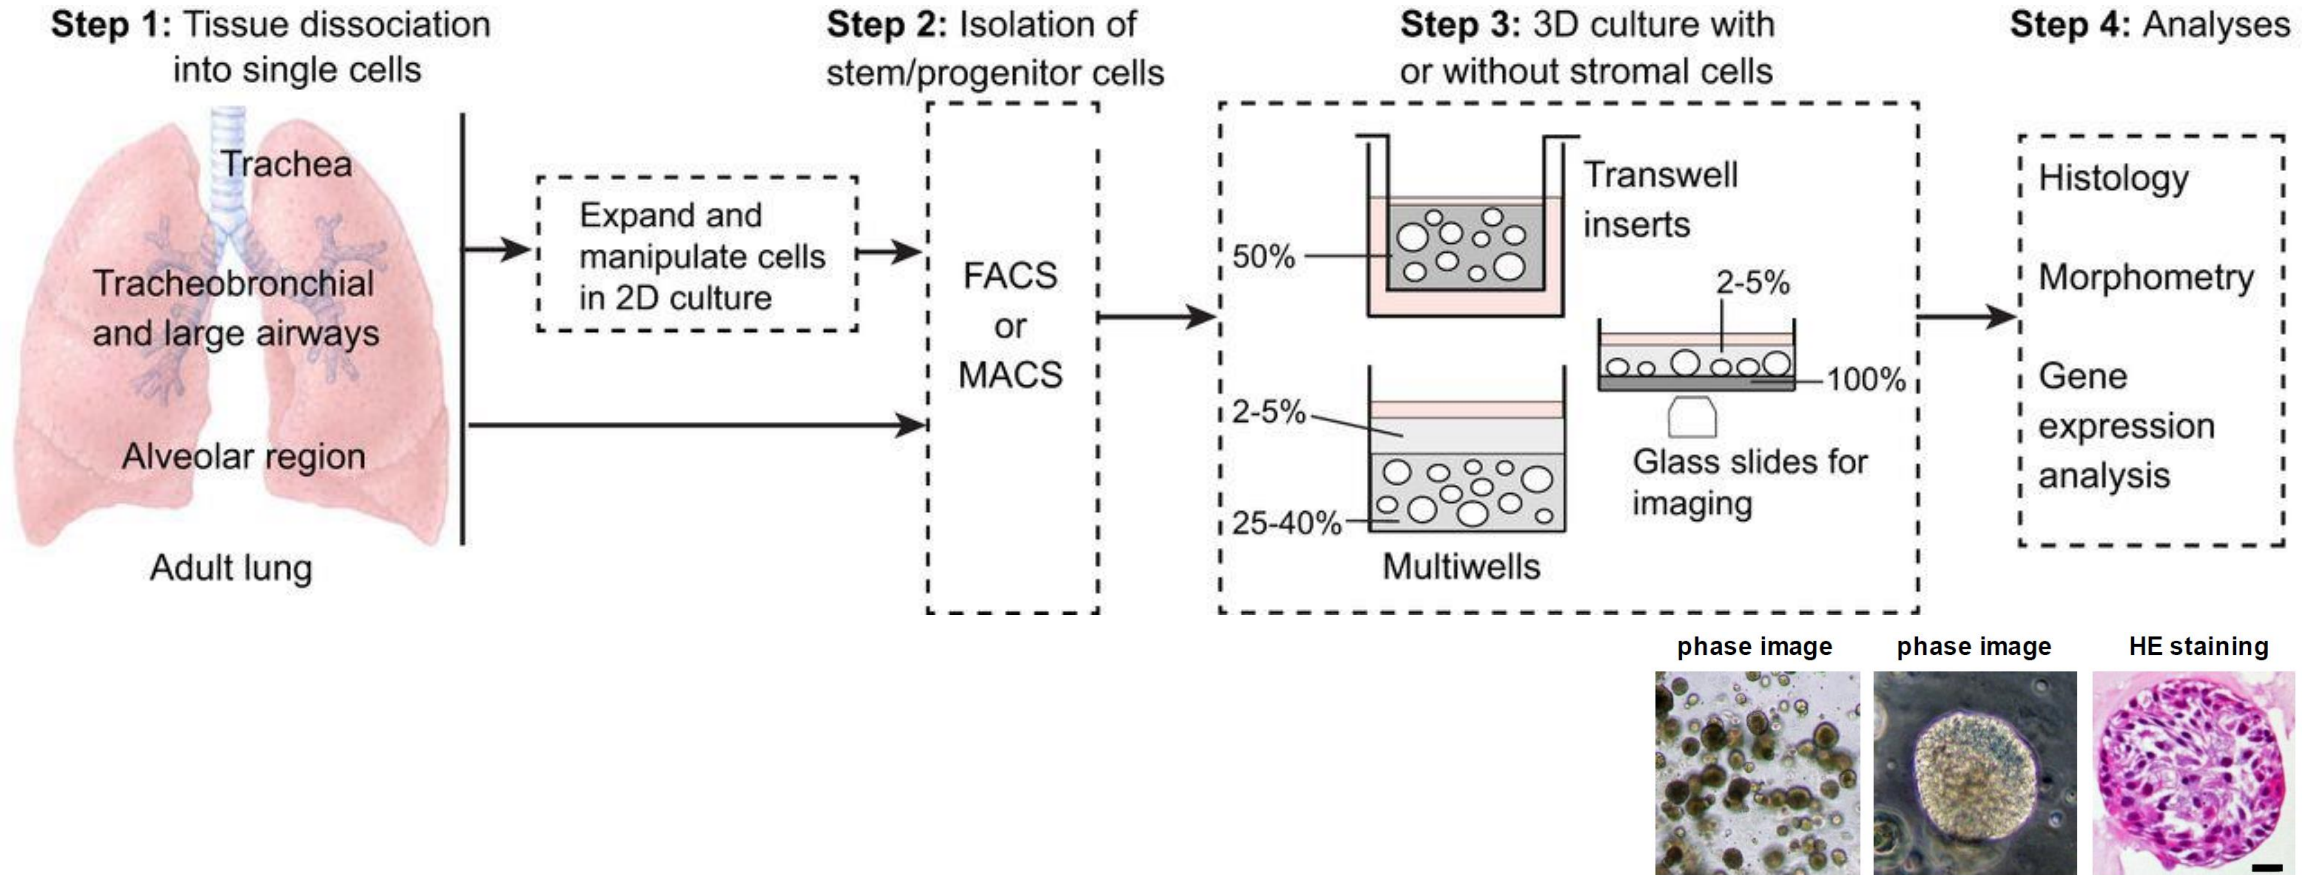 Step 1: Tissue dissociation
into single cells
Trachea
Tracheobronchial
and large airways
Alveolar region
Adult lung
Expand and
manipulate cells
in 2D culture
Step 2: Isolation of
stem/progenitor cells
FACS
or
MACS
Step 3: 3D culture with
or without stromal cells
50%
Transwell
inserts
2-5%
100%
Glass slides for
imaging
2-5%
25-40%
Multiwells
Step 4: Analyses
Histology
Morphometry
Gene
expression
analysis
phase image
phase image
HE staining